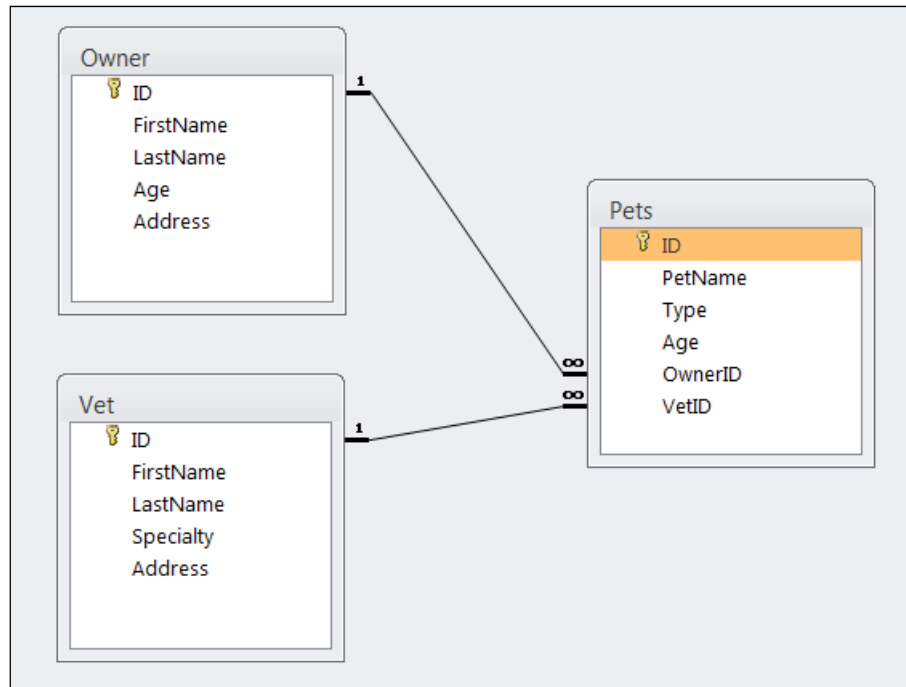 Owner
ID
FirstName
LastName
Age
Address
1
Pets
ID
PetName
Type
Age
OwnerID
VetID
∞
∞
Vet
ID
FirstName
LastName
Specialty
Address
1